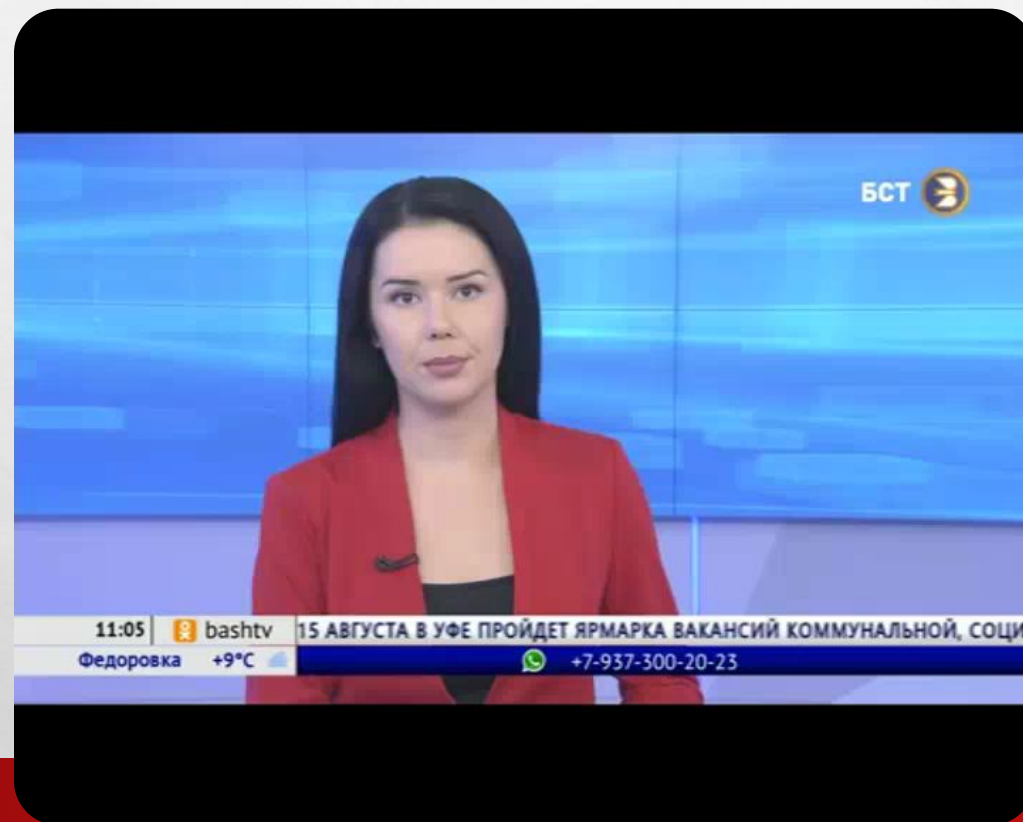 БСТ
11:05 bashtv 15 АВГУСТА В УФЕ ПРОЙДЕТ ЯРМАРКА ВАКАНСИЙ КОММУНАЛЬНОЙ, СОЦИ
Федоровка +9°C +7-937-300-20-23